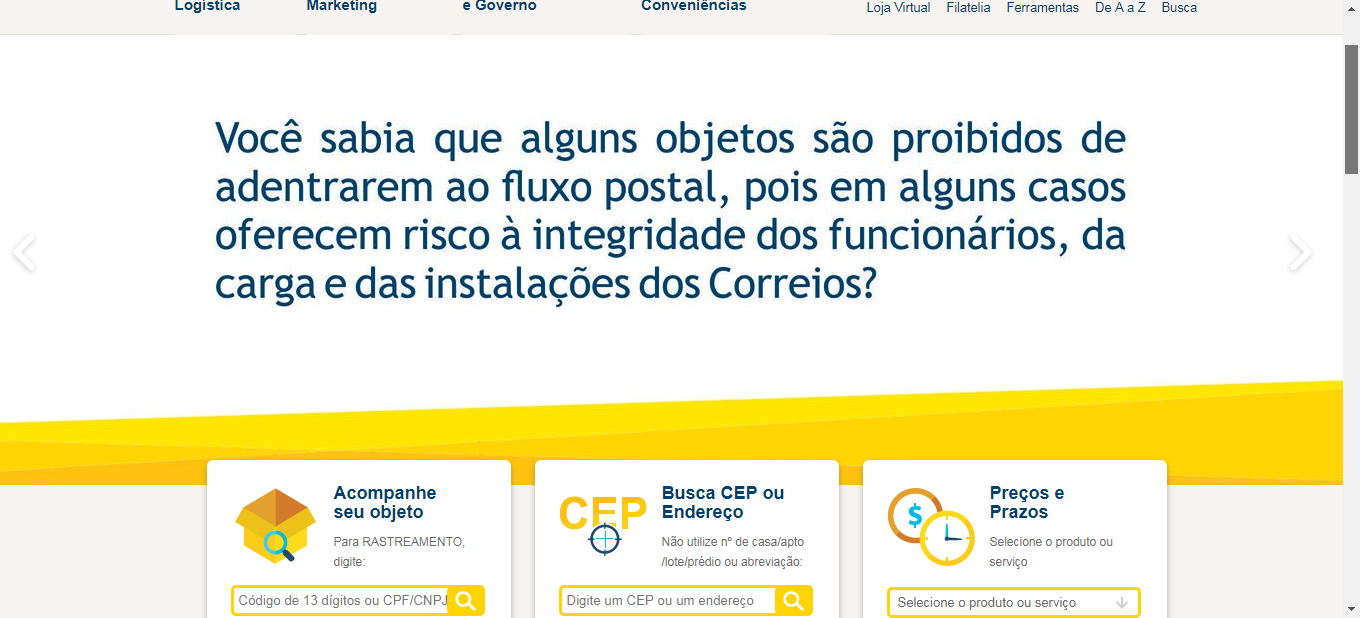 Logística Marketing e Governo Conveniências Loja Virtual Filatelia Ferramentas De A a Z Busca
Você sabia que alguns objetos são proibidos de
adentrarem ao fluxo postal, pois em alguns casos
oferecem risco à integridade dos funcionários, da
carga e das instalações dos Correios?
Acompanhe
seu objeto
Para RASTREAMENTO,
digite:
Código de 13 dígitos ou CPF/CNPJ
CEP
Busca CEP ou
Endereço
Não utilize nº de casa/apto
/lote/prédio ou abreviação:
Digite um CEP ou um endereço
$
Preços e
Prazos
Selecione o produto ou
serviço
Selecione o produto ou serviço